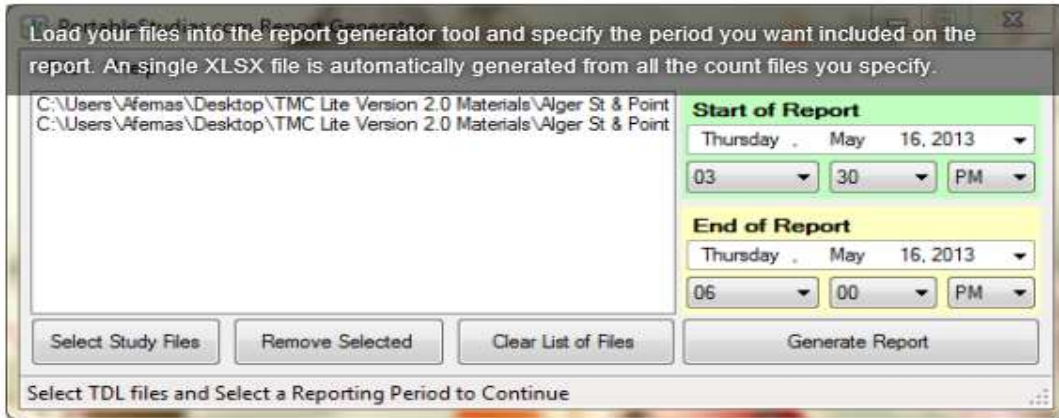 PortableStudies.com Report Generator
Load your files into the report generator tool and specify the period you want included on the
report. An single XLSX file is automatically generated from all the count files you specify.
C:\Users\Afemas\Desktop\TMC Lite Version 2.0 Materials\Alger St & Point
C:\Users\Afemas\Desktop\TMC Lite Version 2.0 Materials\Alger St & Point
Start of Report
Thursday , May 16, 2013
03 30 PM
End of Report
Thursday , May 16, 2013
06 00 PM
Select Study Files Remove Selected Clear List of Files Generate Report
Select TDL files and Select a Reporting Period to Continue